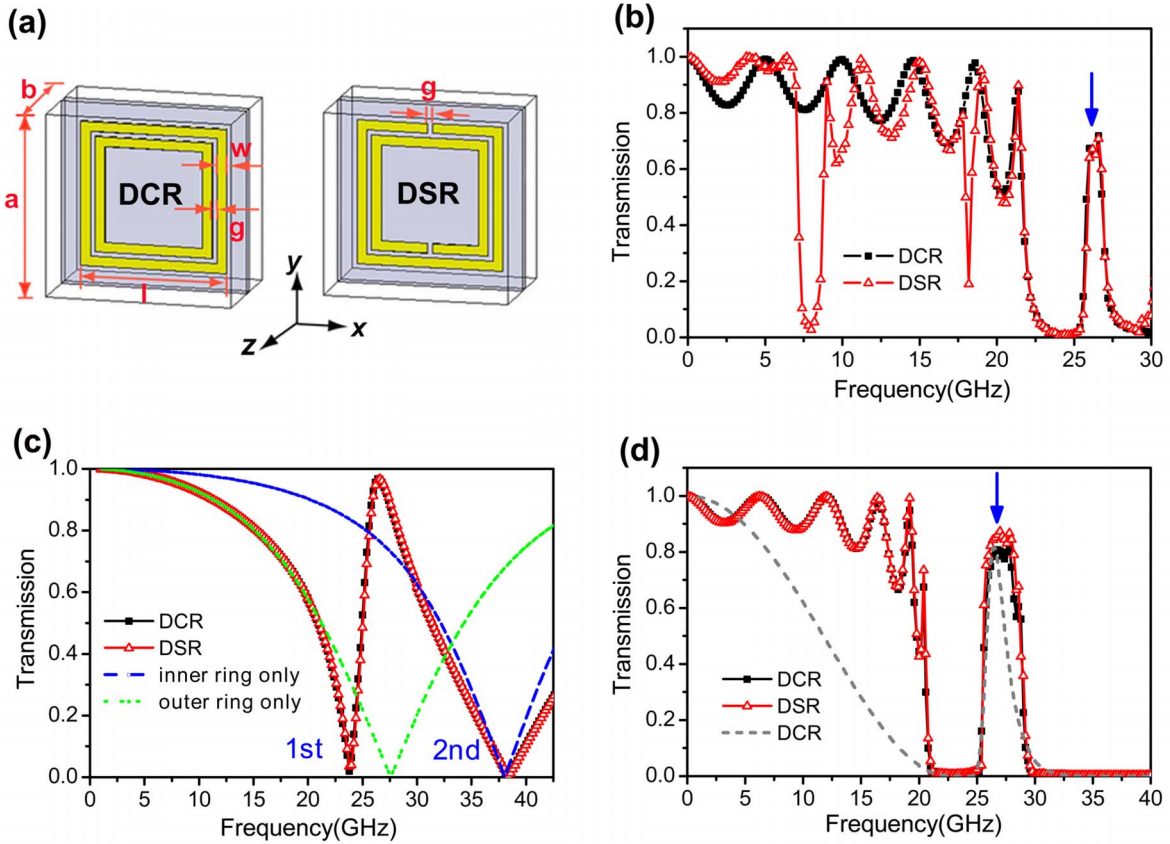 (a)
b
a
DCR
w
g
l
g
DSR
y
x
z
(b)
Transmission
1.0
0.8
0.6
0.4
0.2
0.0
DCR
DSR
0 5 10 15 20 25 30
Frequency(GHz)
(c)
Transmission
1.0
0.8
0.6
0.4
0.2
0.0
DCR
DSR
inner ring only
outer ring only
1st
2nd
0 5 10 15 20 25 30 35 40
Frequency(GHz)
(d)
Transmission
1.0
0.8
0.6
0.4
0.2
0.0
DCR
DSR
DCR
0 5 10 15 20 25 30 35 40
Frequency(GHz)